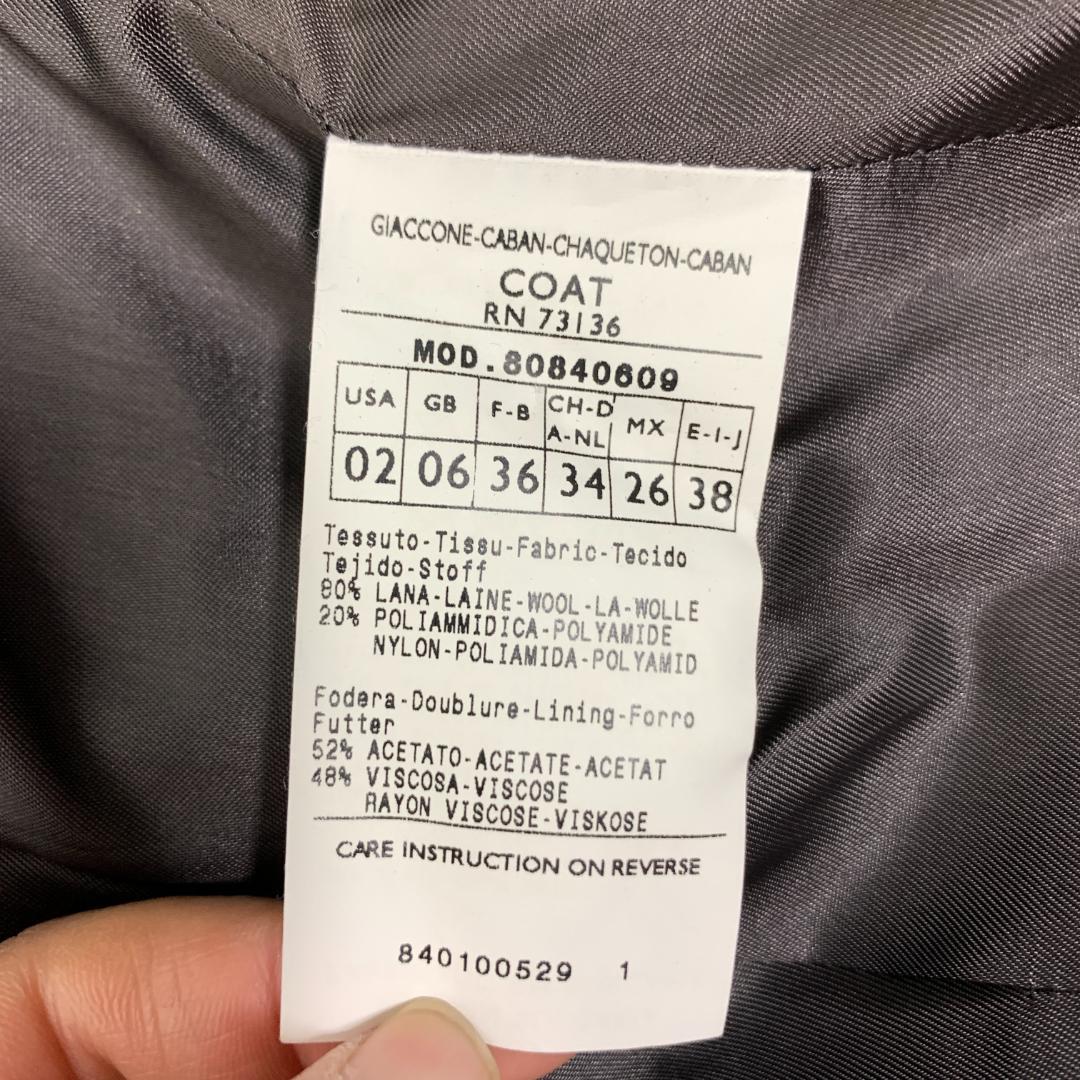 GIACCONE-CABAN-CHAQUETON-CABAN
COAT
RN 73136
MOD.80840609
USA GB F-B CH-D A-NL MX E-I-J
02 06 36 34 26 38
Tessuto-Tissu-Fabric-Tecido
Tejido-Stoff
80% LANA-LAINE-WOOL-LA-WOLLE
20% POLIAMMIDICA-POLYAMIDE
NYLON-POLIAMIDA-POLYAMID
Fodera-Doublure-Lining-Forro
Futter
52% ACETATO-ACETATE-ACETAT
48% VISCOSA-VISCOSE
RAYON VISCOSE-VISKOSE
CARE INSTRUCTION ON REVERSE
840100529 1